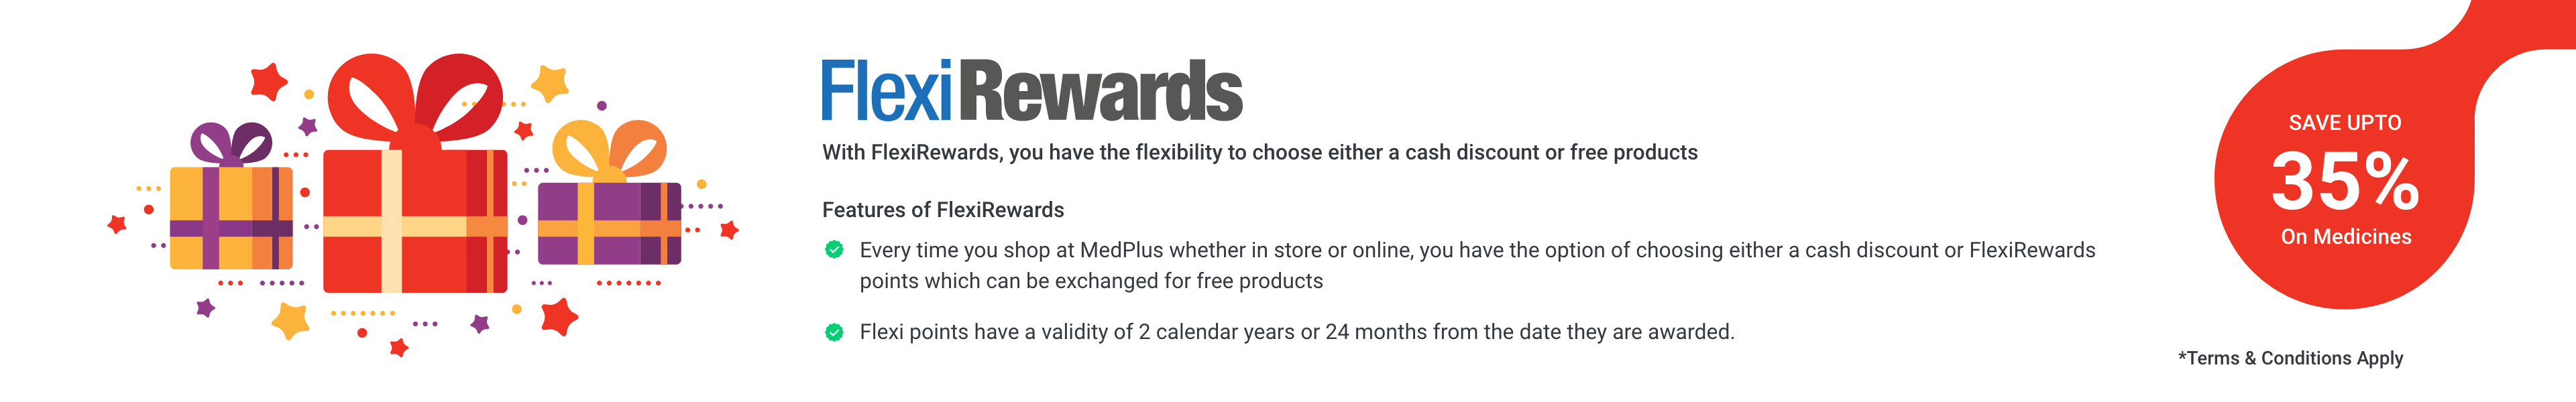 FlexiRewards
With FlexiRewards, you have the flexibility to choose either a cash discount or free products
Features of FlexiRewards
Every time you shop at MedPlus whether in store or online, you have the option of choosing either a cash discount or FlexiRewards
points which can be exchanged for free products
Flexi points have a validity of 2 calendar years or 24 months from the date they are awarded.
SAVE UPTO
35%
On Medicines
*Terms & Conditions Apply